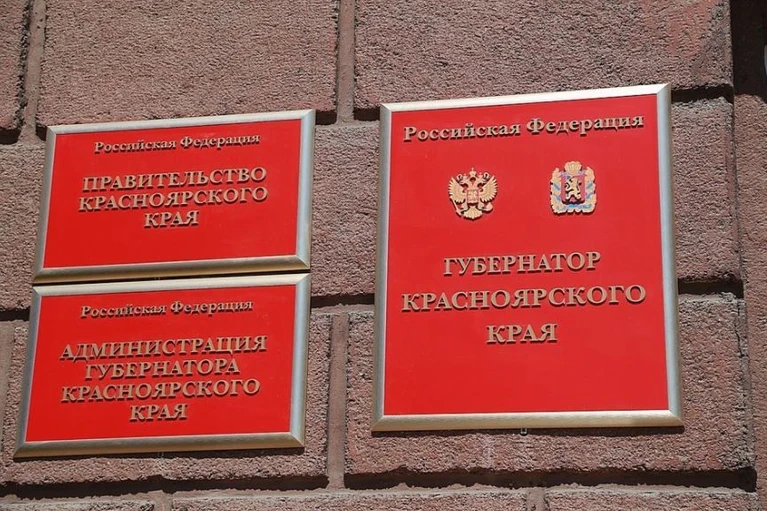 Российская Федерация
ПРАВИТЕЛЬСТВО
КРАСНОЯРСКОГО
КРАЯ
Российская Федерация
АДМИНИСТРАЦИЯ
ГУБЕРНАТОРА
КРАСНОЯРСКОГО
КРАЯ
Российская Федерация
ГУБЕРНАТОР
КРАСНОЯРСКОГО
КРАЯ